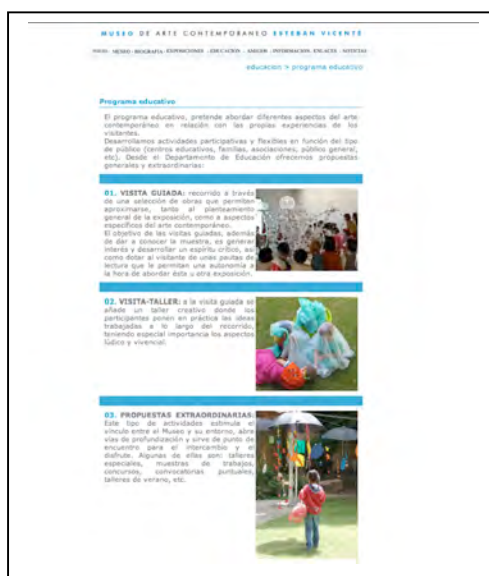 MUSEO DE ARTE CONTEMPORANEO ESTEBAN VICENTE
INICIO - MUSEO - BIOGRAFIA - EXPOSICIONES - EDUCACION - AMIGOS - INFORMACION - ENLACES - NOTICIAS
educacion > programa educativo
Programa educativo
El programa educativo, pretende abordar diferentes aspectos del arte
contemporáneo en relación con las propias experiencias de los
visitantes.
Desarrollamos actividades participativas y flexibles en función del tipo
de público (centros educativos, familias, asociaciones, público general,
etc). Desde el Departamento de Educación ofrecemos propuestas
generales y extraordinarias:
01. VISITA GUIADA: recorrido a través
de una selección de obras que permiten
aproximarse, tanto al planteamiento
general de la exposición, como a aspectos
específicos del arte contemporáneo.
El objetivo de las visitas guiadas, además
de dar a conocer la muestra, es generar
interés y desarrollar un espíritu crítico, así
como dotar al visitante de unas pautas de
lectura que le permitan una autonomía a
la hora de abordar ésta u otra exposición.
02. VISITA-TALLER: a la visita guiada se
añade un taller creativo donde los
participantes ponen en práctica las ideas
trabajadas a lo largo del recorrido,
teniendo especial importancia los aspectos
lúdico y vivencial.
03. PROPUESTAS EXTRAORDINARIAS:
Este tipo de actividades estimula el
vínculo entre el Museo y su entorno, abre
vías de profundización y sirve de punto de
encuentro para el intercambio y el
disfrute. Algunas de ellas son: talleres
especiales, muestras de trabajos,
concursos, convocatorias puntuales,
talleres de verano, etc.